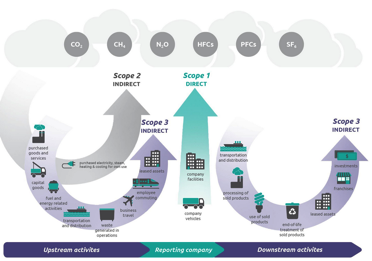 CO₂ CH₄ N₂O HFCs PFCs SF₆
Scope 2
INDIRECT
Scope 1
DIRECT
Scope 3
INDIRECT
Scope 3
INDIRECT
purchased
goods and
services
capital
goods
fuel and
energy related
activities
transportation
and distribution
waste
generated in
operations
business
travel
employee
commuting
leased assets
purchased electricity, steam,
heating & cooling for own use
company
facilities
company
vehicles
transportation
and distribution
processing of
sold products
use of sold
products
end-of-life
treatment of
sold products
leased assets
franchises
investments
Upstream activites
Reporting company
Downstream activites